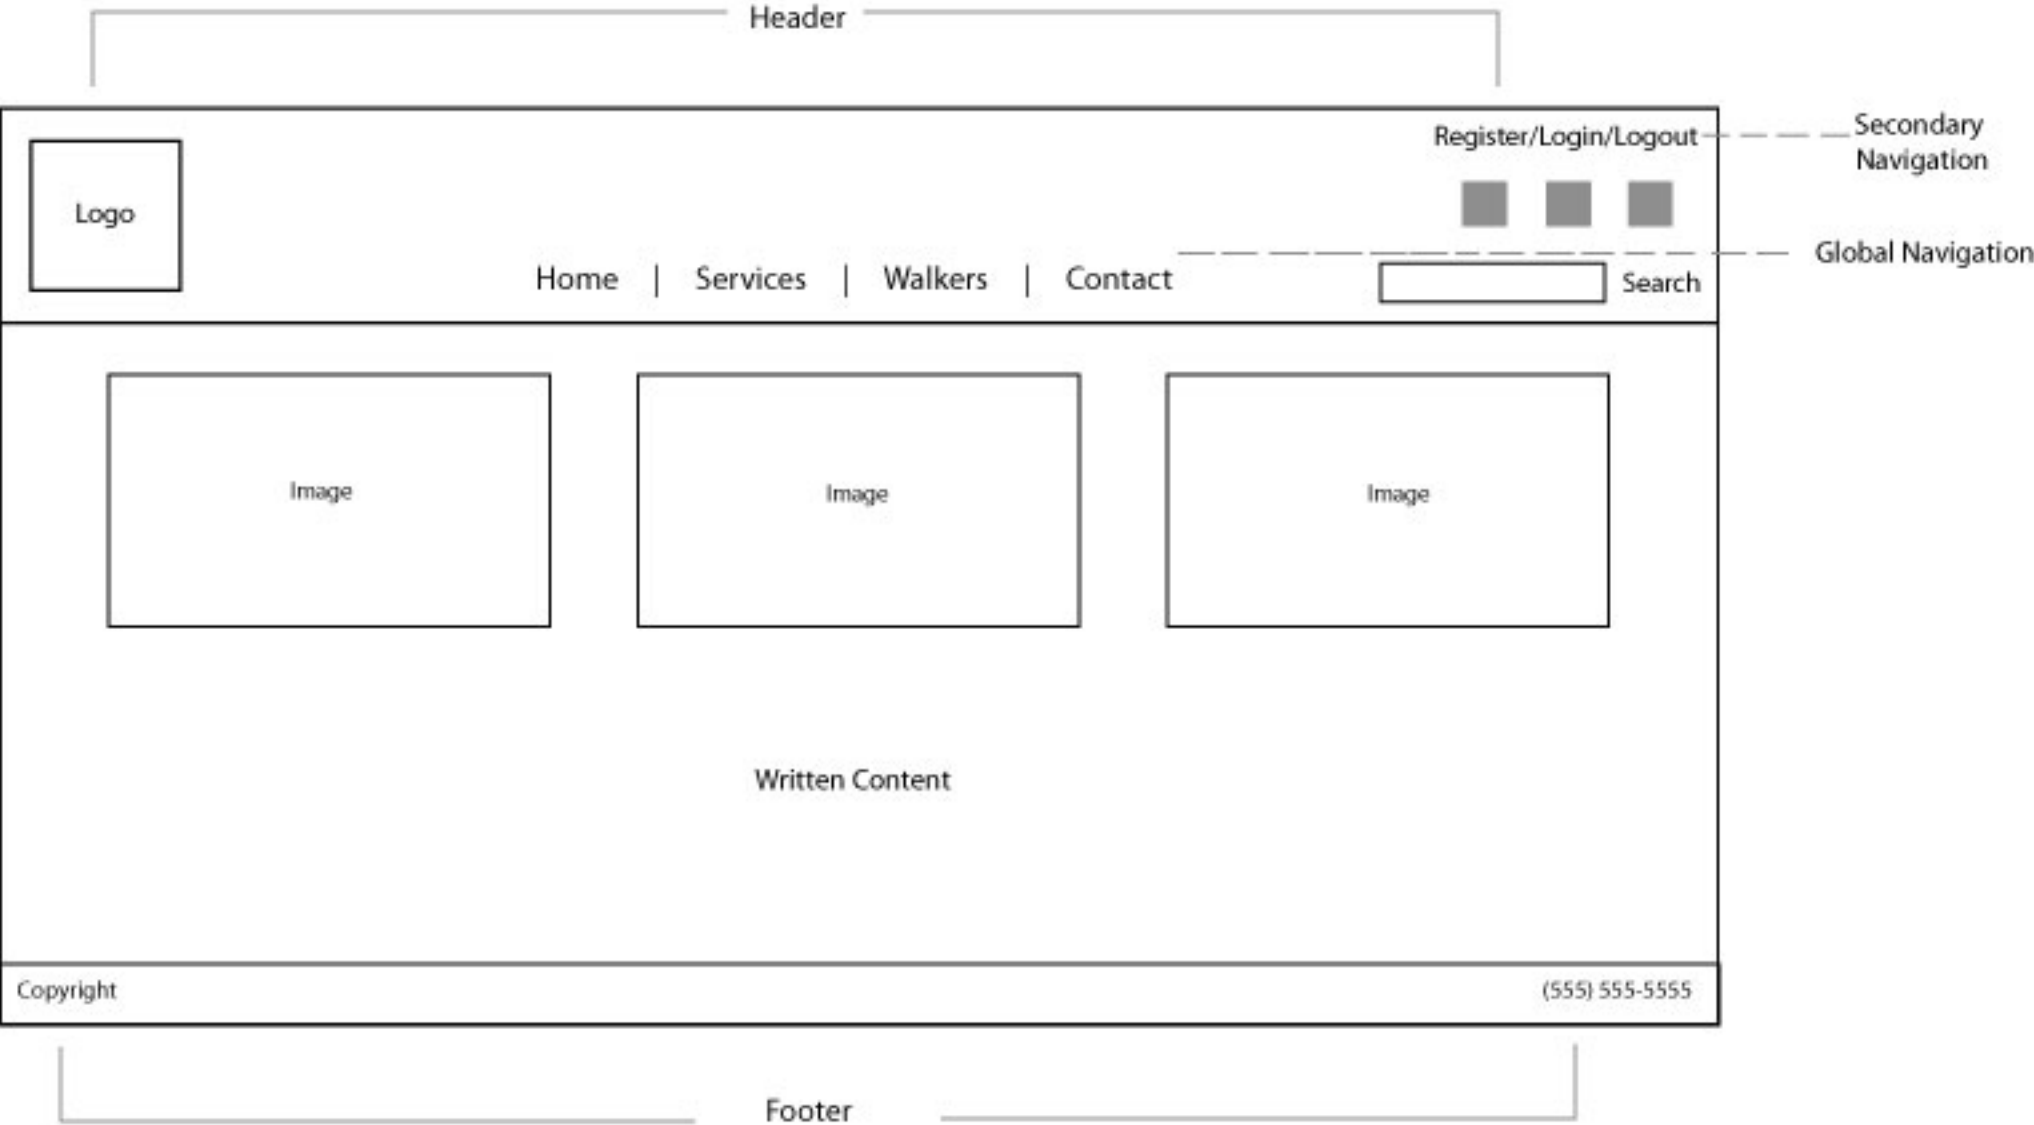 Header
Register/Login/Logout
Secondary
Navigation
Logo
Global Navigation
Home | Services | Walkers | Contact
Search
Image
Image
Image
Written Content
Copyright
(555) 555-5555
Footer